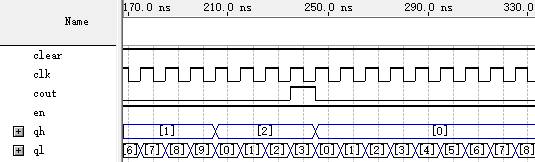 Name
170.0 ns 210.0 ns 250.0 ns 290.0 ns 330.0
clear
clk
cout
en
qh [1] [2] [0]
ql [6] [7] [8] [9] [0] [1] [2] [3] [0] [1] [2] [3] [4] [5] [6] [7] [8]